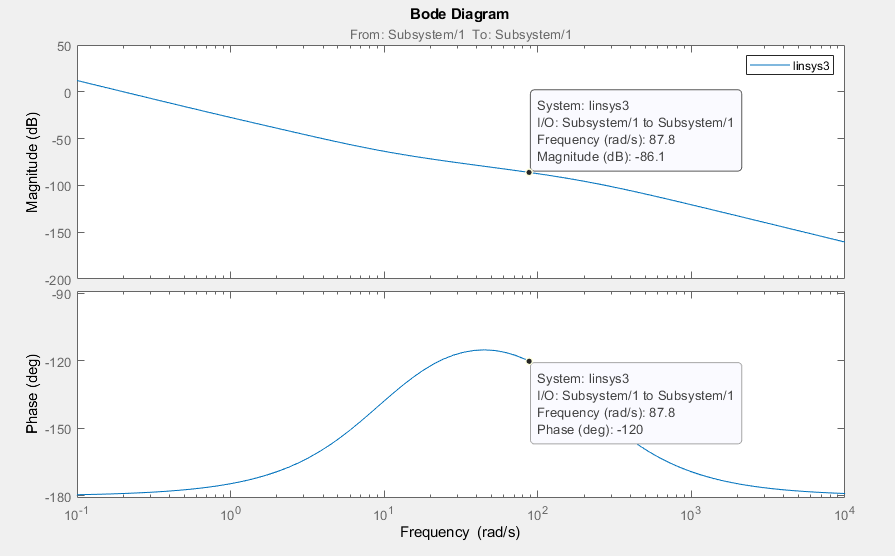 Bode Diagram
From: Subsystem/1 To: Subsystem/1
linsys3
50
0
-50
-100
-150
-200
Magnitude (dB)
System: linsys3
I/O: Subsystem/1 to Subsystem/1
Frequency (rad/s): 87.8
Magnitude (dB): -86.1
-90
-120
-150
-180
Phase (deg)
System: linsys3
I/O: Subsystem/1 to Subsystem/1
Frequency (rad/s): 87.8
Phase (deg): -120
10⁻¹ 10⁰ 10¹ 10² 10³ 10⁴
Frequency (rad/s)